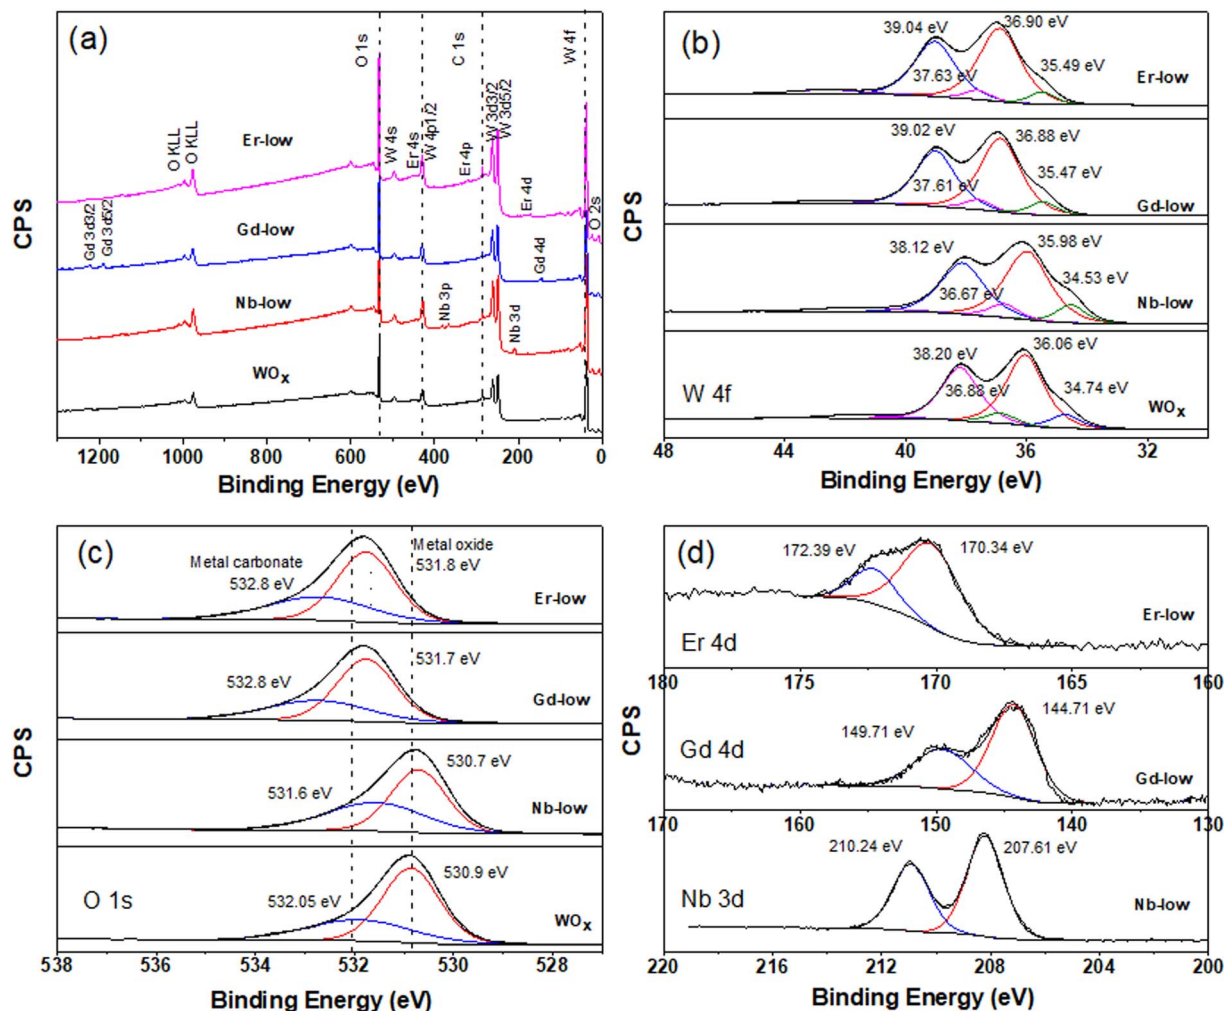 (a)
O 1s
C 1s
W 4f
W 3d3/2
W 3d5/2
Er-low
O KLL
O KLL
W 4s
Er 4s
W 4p1/2
Er 4p
Er 4d
O 2s
Gd 3d3/2
Gd 3d5/2
Gd-low
Gd 4d
Nb-low
Nb 3p
Nb 3d
WOx
CPS
1200 1000 800 600 400 200 0
Binding Energy (eV)
(b)
39.04 eV 36.90 eV
37.63 eV 35.49 eV
Er-low
39.02 eV 36.88 eV
37.61 eV 35.47 eV
Gd-low
38.12 eV 35.98 eV
36.67 eV 34.53 eV
Nb-low
38.20 eV 36.06 eV
36.88 eV 34.74 eV
W 4f WOx
CPS
48 44 40 36 32
Binding Energy (eV)
(c)
Metal carbonate Metal oxide
532.8 eV 531.8 eV
Er-low
532.8 eV 531.7 eV
Gd-low
531.6 eV 530.7 eV
Nb-low
532.05 eV 530.9 eV
O 1s WOx
CPS
538 536 534 532 530 528
Binding Energy (eV)
(d)
172.39 eV 170.34 eV
Er 4d Er-low
180 175 170 165 160
149.71 eV 144.71 eV
Gd 4d Gd-low
170 160 150 140 130
210.24 eV 207.61 eV
Nb 3d Nb-low
CPS
220 216 212 208 204 200
Binding Energy (eV)